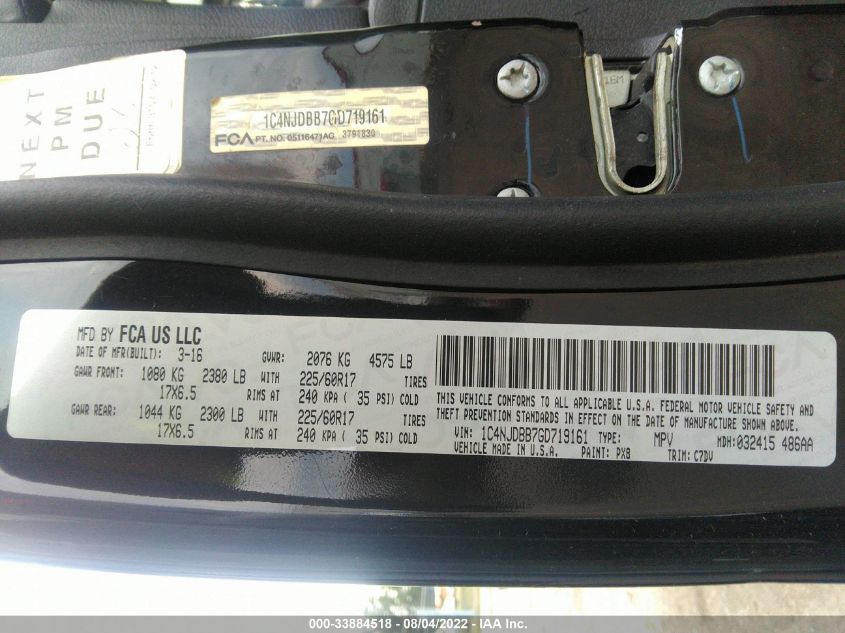 NEXT
PM
DUE
1C4NJDBB7GD719161
FCA PT. NO. 05116471AC 3791830
16M
MFD BY FCA US LLC
DATE OF MFR(BUILT): 3-16 GVWR: 2076 KG 4575 LB
GAWR FRONT: 1080 KG 2380 LB WITH 225/60R17 TIRES
17X6.5 RIMS AT 240 KPA ( 35 PSI) COLD
GAWR REAR: 1044 KG 2300 LB WITH 225/60R17 TIRES
17X6.5 RIMS AT 240 KPA ( 35 PSI) COLD
THIS VEHICLE CONFORMS TO ALL APPLICABLE U.S.A. FEDERAL MOTOR VEHICLE SAFETY AND
THEFT PREVENTION STANDARDS IN EFFECT ON THE DATE OF MANUFACTURE SHOWN ABOVE.
VIN: 1C4NJDBB7GD719161 TYPE: MPV MDH: 032415 486AA
VEHICLE MADE IN U.S.A. PAINT: PX8 TRIM: C7DV
000-33884518 - 08/04/2022 - IAA Inc.